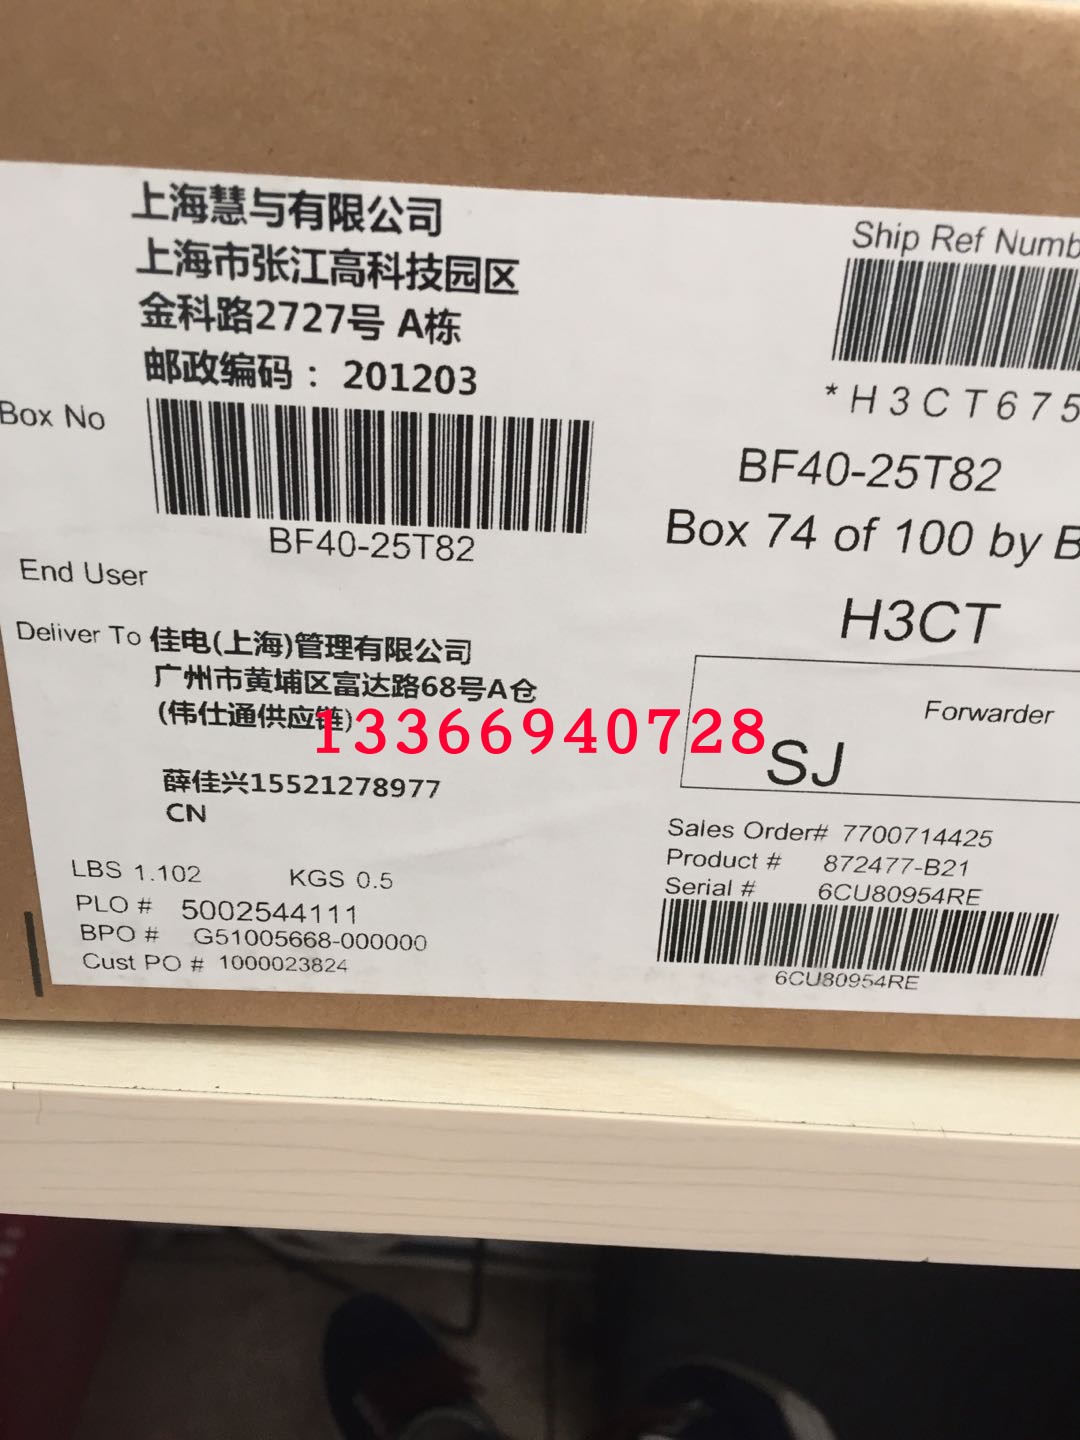 上海慧与有限公司
上海市张江高科技园区
金科路2727号 A栋
邮政编码： 201203
Box No
BF40-25T82
End User
Deliver To 佳电(上海)管理有限公司
广州市黄埔区富达路68号A仓
(伟仕通供应链)
13366940728
薛佳兴15521278977
CN
LBS 1.102 KGS 0.5
PLO # 5002544111
BPO # G51005668-000000
Cust PO # 1000023824
Ship Ref Numb
*H3CT675
BF40-25T82
Box 74 of 100 by B
H3CT
Forwarder
SJ
Sales Order# 7700714425
Product # 872477-B21
Serial # 6CU80954RE
6CU80954RE